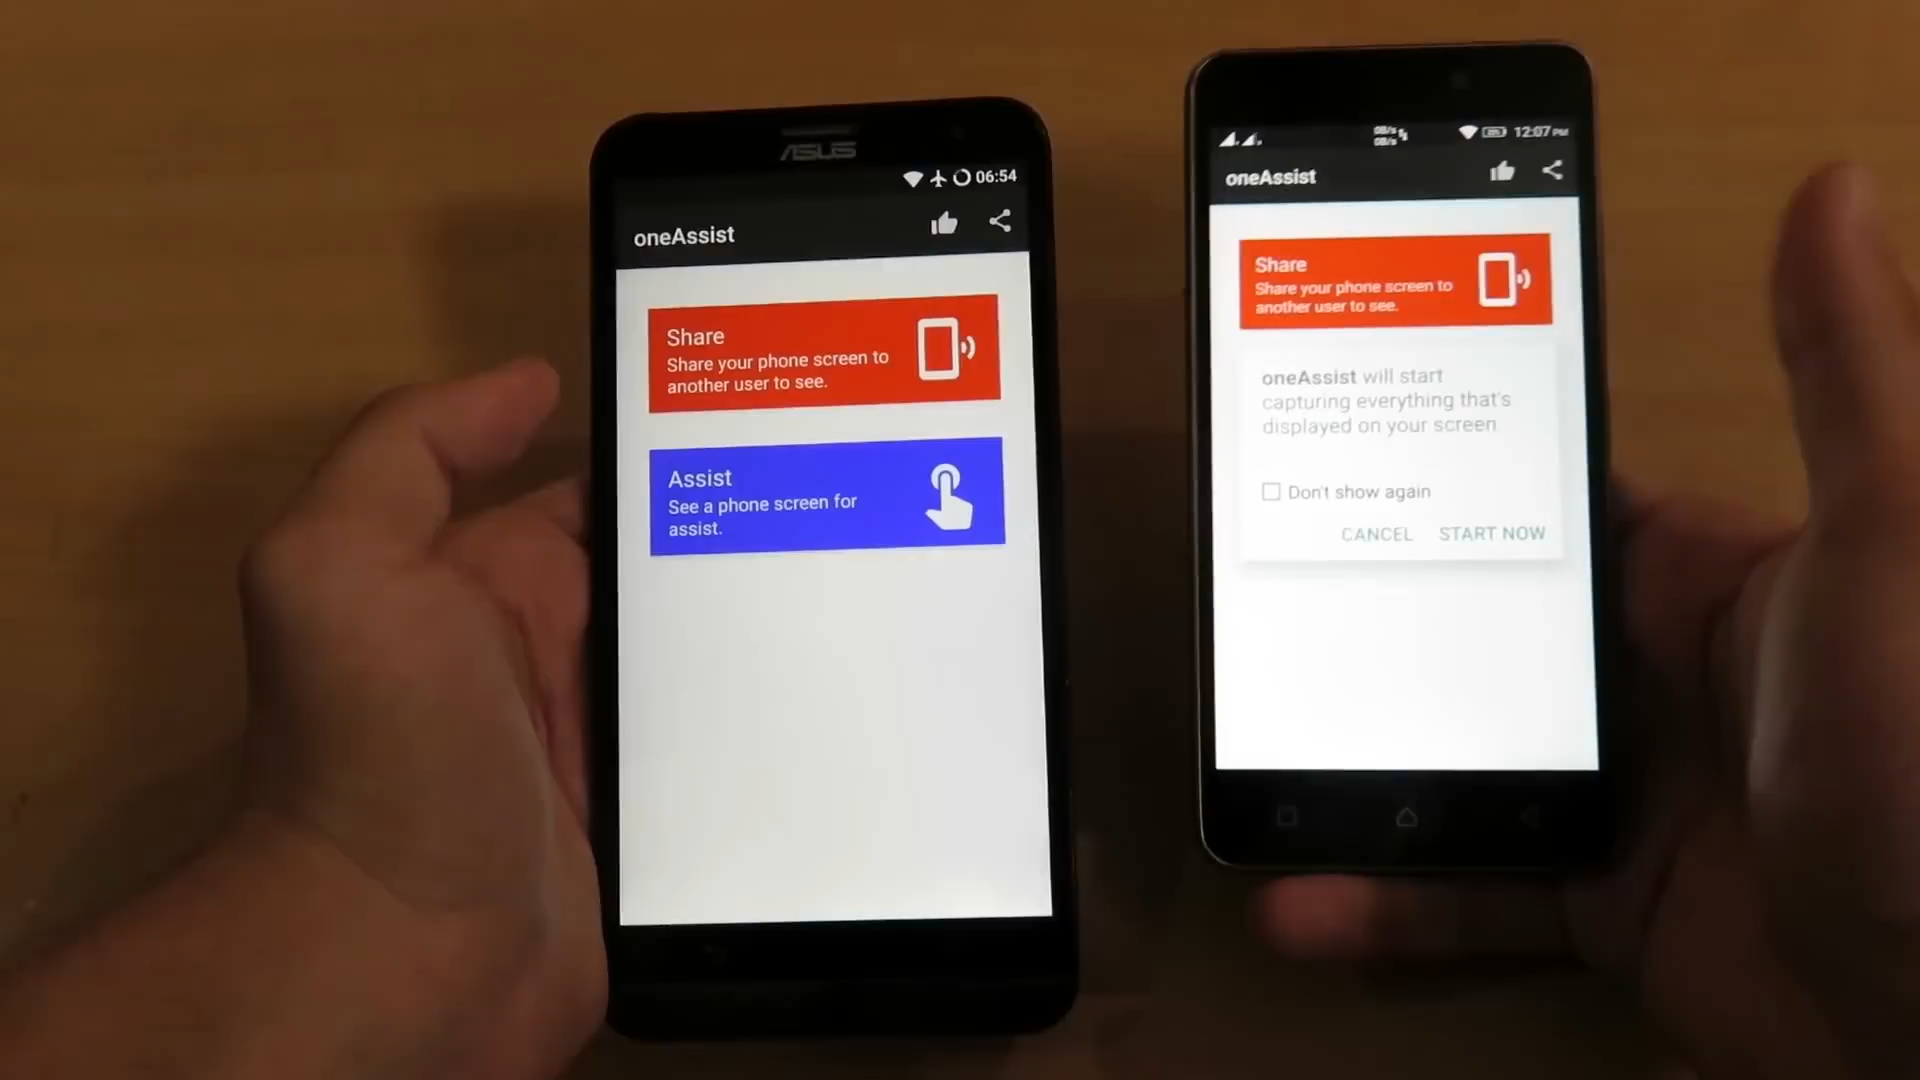 ASUS
06:54
oneAssist
Share
Share your phone screen to
another user to see.
Assist
See a phone screen for
assist.
12:07 PM
oneAssist
Share
Share your phone screen to
another user to see.
oneAssist will start
capturing everything that's
displayed on your screen
Don't show again
CANCEL START NOW